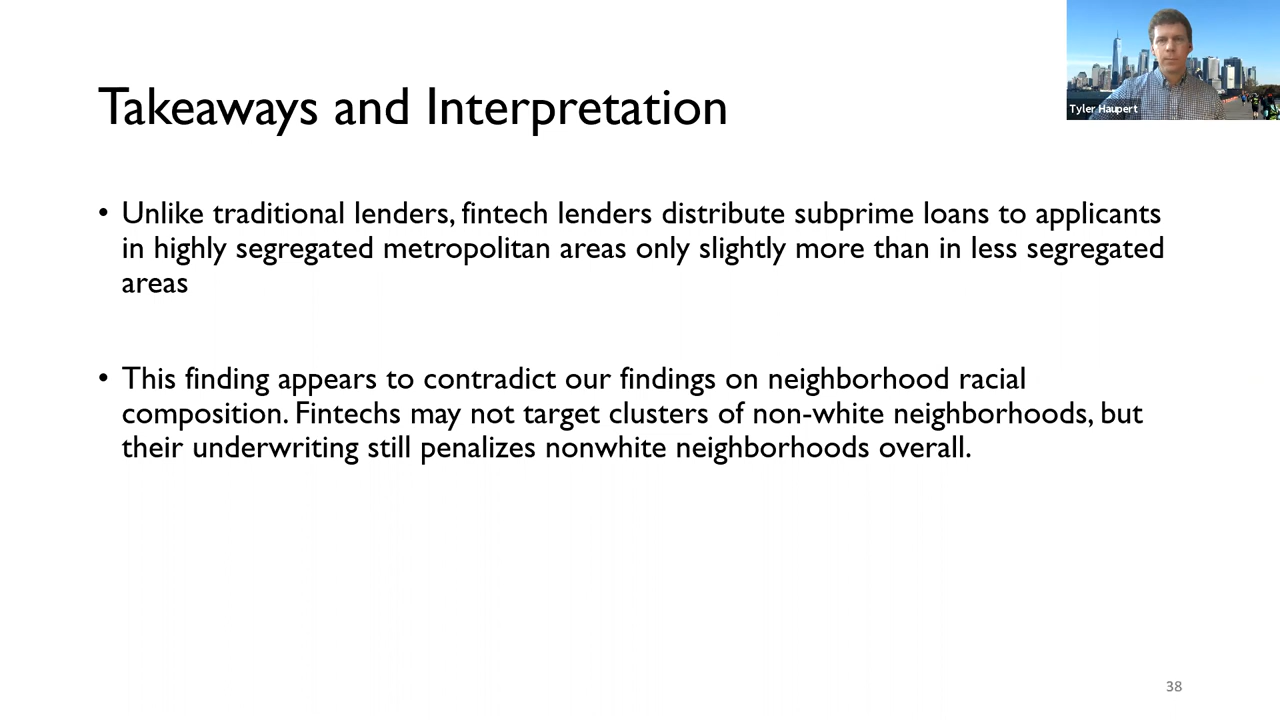 Takeaways and Interpretation
Tyler Haupert
• Unlike traditional lenders, fintech lenders distribute subprime loans to applicants
in highly segregated metropolitan areas only slightly more than in less segregated
areas
• This finding appears to contradict our findings on neighborhood racial
composition. Fintechs may not target clusters of non-white neighborhoods, but
their underwriting still penalizes nonwhite neighborhoods overall.
38